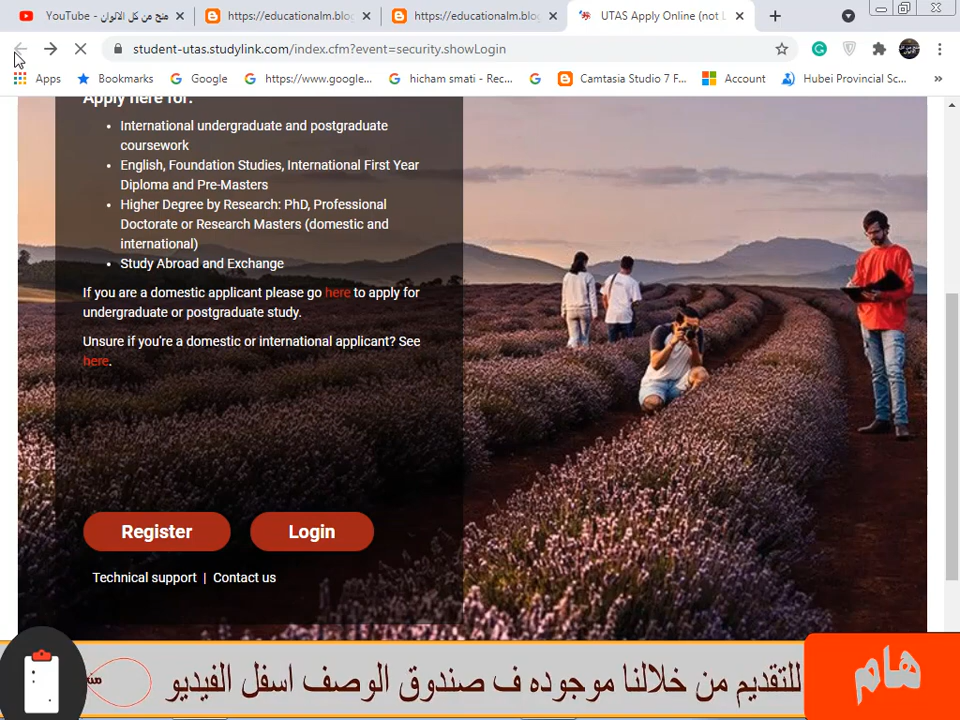 YouTube - منح من كل الالوان
https://educationalm.blog
https://educationalm.blog
UTAS Apply Online (not L
student-utas.studylink.com/index.cfm?event=security.showLogin
Apps
Bookmarks
Google
https://www.google...
hicham smati - Rec...
Camtasia Studio 7 F...
Account
Hubei Provincial Sc...
»
Apply here for:
• International undergraduate and postgraduate
coursework
• English, Foundation Studies, International First Year
Diploma and Pre-Masters
• Higher Degree by Research: PhD, Professional
Doctorate or Research Masters (domestic and
international)
• Study Abroad and Exchange
If you are a domestic applicant please go here to apply for
undergraduate or postgraduate study.
Unsure if you're a domestic or international applicant? See
here.
Register
Login
Technical support | Contact us
هام
للتقديم من خلالنا موجوده ف صندوق الوصف اسفل الفيديو